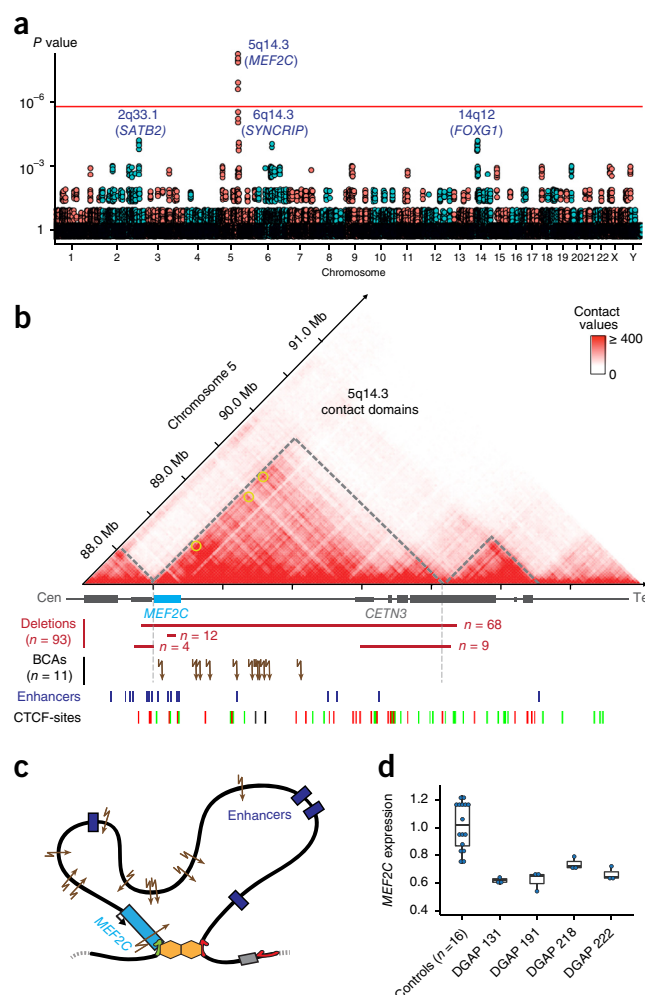 a
P value
5q14.3
(MEF2C)
10⁻⁶
2q33.1
(SATB2)
6q14.3
(SYNCRIP)
14q12
(FOXG1)
10⁻³
1
1 2 3 4 5 6 7 8 9 10 11 12 13 14 15 16 17 18 19 20 21 22 X Y
Chromosome
b
Contact
values
≥ 400
0
91.0 Mb
90.0 Mb
89.0 Mb
88.0 Mb
Chromosome 5
5q14.3
contact domains
Cen
Te
MEF2C
CETN3
Deletions
(n = 93)
n = 68
n = 12
n = 4
n = 9
BCAs
(n = 11)
Enhancers
CTCF-sites
c
Enhancers
MEF2C
d
MEF2C expression
1.2
1.0
0.8
0.6
0.4
Controls (n =16)
DGAP 131
DGAP 191
DGAP 218
DGAP 222